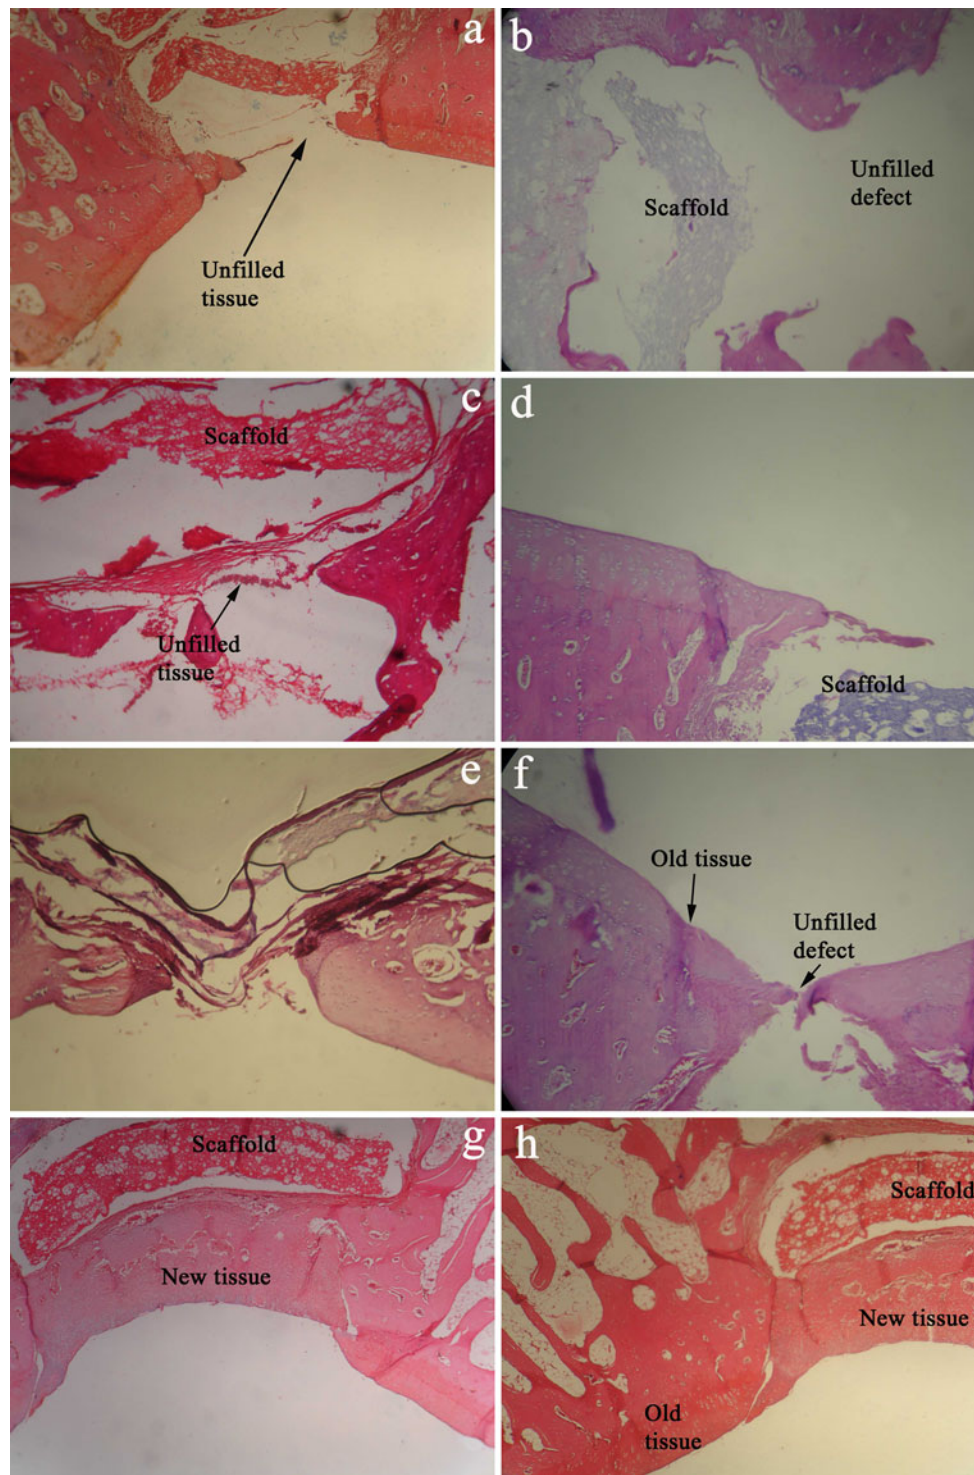 a
Unfilled
tissue
b
Scaffold
Unfilled
defect
c
Scaffold
Unfilled
tissue
d
Scaffold
e
f
Old tissue
Unfilled
defect
g
Scaffold
New tissue
h
Scaffold
New tissue
Old
tissue